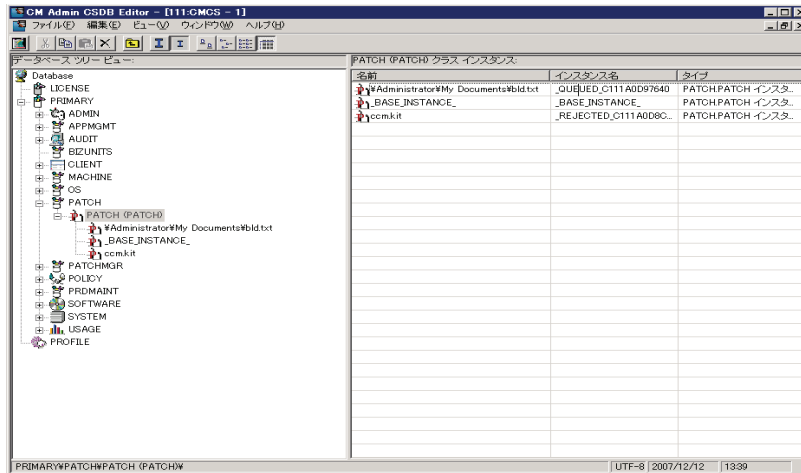 CM Admin CSDB Editor - [111:CMCS - 1]
ファイル(F) 編集(E) ビュー(V) ウィンドウ(W) ヘルプ(H)
データベース ツリー ビュー:
Database
LICENSE
PRIMARY
ADMIN
APPMGMT
AUDIT
BIZUNITS
CLIENT
MACHINE
OS
PATCH
PATCH (PATCH)
¥Administrator¥My Documents¥bld.txt
_BASE_INSTANCE_
ccm.kit
PATCHMGR
POLICY
PRDMAINT
SOFTWARE
SYSTEM
USAGE
PROFILE
PATCH (PATCH) クラス インスタンス:
名前 インスタンス名 タイプ
¥Administrator¥My Documents¥bld.txt _QUEUED_C111A0D97640 PATCH.PATCH インスタ...
_BASE_INSTANCE_ _BASE_INSTANCE_ PATCH.PATCH インスタ...
ccm.kit _REJECTED_C111A0D8C... PATCH.PATCH インスタ...
PRIMARY¥PATCH¥PATCH (PATCH)¥ UTF-8 2007/12/12 13:39